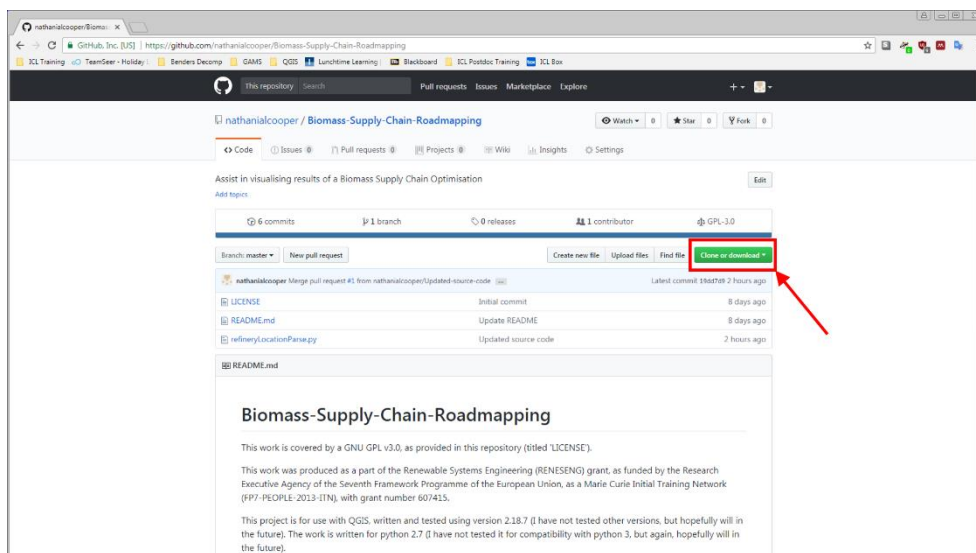 nathanialcooper/Biomas
GitHub, Inc. [US] | https://github.com/nathanialcooper/Biomass-Supply-Chain-Roadmapping
ICL Training TeamSeer - Holiday Benders Decomp GAMS QGIS Lunchtime Learning Blackboard ICL Postdoc Training ICL Box
This repository Search Pull requests Issues Marketplace Explore
nathanialcooper / Biomass-Supply-Chain-Roadmapping Watch 0 Star 0 Fork 0
Code Issues 0 Pull requests 0 Projects 0 Wiki Insights Settings
Assist in visualising results of a Biomass Supply Chain Optimisation Edit
Add topics
6 commits 1 branch 0 releases 1 contributor GPL-3.0
Branch: master New pull request Create new file Upload files Find file Clone or download
nathanialcooper Merge pull request #1 from nathanialcooper/Updated-source-code ... Latest commit 19dd7d9 2 hours ago
LICENSE Initial commit 8 days ago
README.md Update README 8 days ago
refineryLocationParse.py Updated source code 2 hours ago
README.md
Biomass-Supply-Chain-Roadmapping
This work is covered by a GNU GPL v3.0, as provided in this repository (titled 'LICENSE').
This work was produced as a part of the Renewable Systems Engineering (RENESENG) grant, as funded by the Research
Executive Agency of the Seventh Framework Programme of the European Union, as a Marie Curie Initial Training Network
(FP7-PEOPLE-2013-ITN), with grant number 607415.
This project is for use with QGIS, written and tested using version 2.18.7 (I have not tested other versions, but hopefully will in
the future). The work is written for python 2.7 (I have not tested it for compatibility with python 3, but again, hopefully will in
the future).